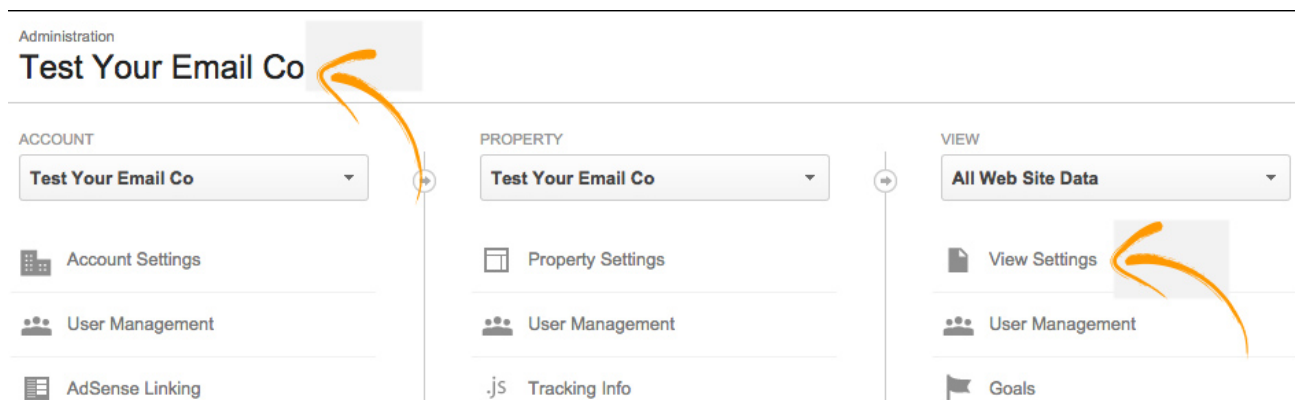 Administration
Test Your Email Co
ACCOUNT
Test Your Email Co
Account Settings
User Management
AdSense Linking
PROPERTY
Test Your Email Co
Property Settings
User Management
.js Tracking Info
VIEW
All Web Site Data
View Settings
User Management
Goals